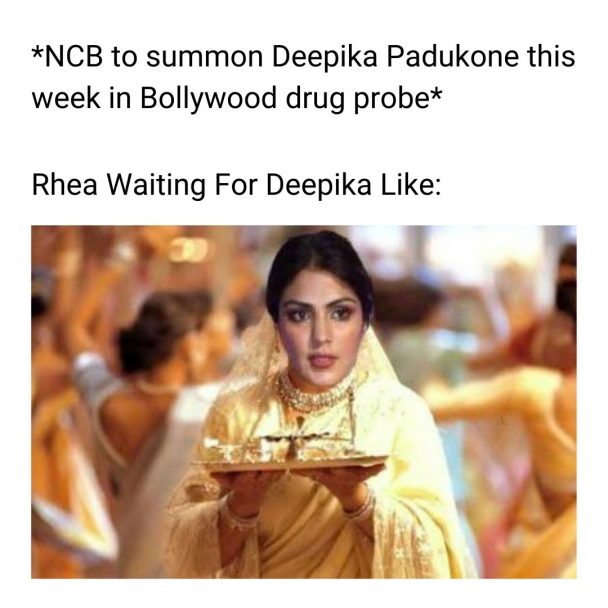 *NCB to summon Deepika Padukone this
week in Bollywood drug probe*
Rhea Waiting For Deepika Like: